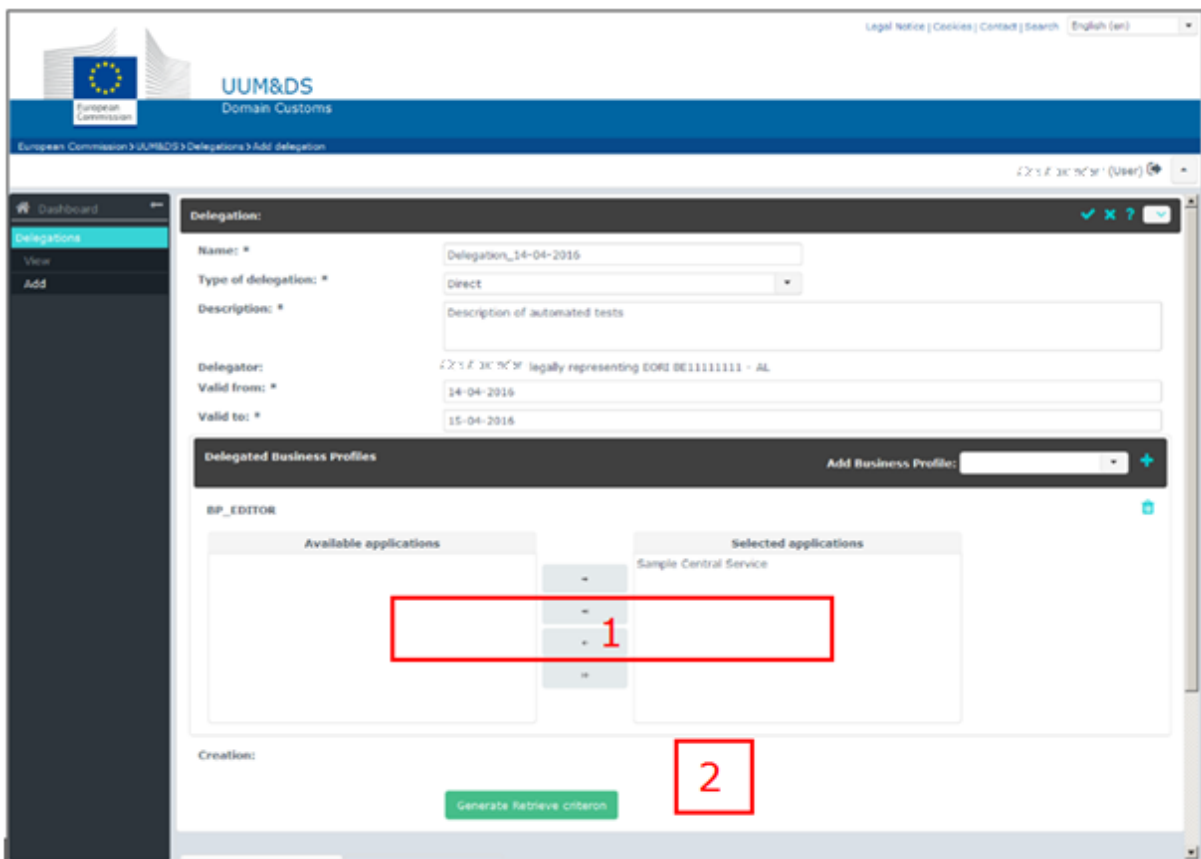 Legal Notice | Cookies | Contact | Search English (en)
European
Commission
UUM&DS
Domain Customs
European Commission > UUM&DS > Delegations > Add delegation
(User)
Dashboard
Delegations
View
Add
Delegation:
?
Name: * Delegation_14-04-2016
Type of delegation: * Direct
Description: * Description of automated tests
Delegator: legally representing EORI BE11111111 - AL
Valid from: * 14-04-2016
Valid to: * 15-04-2016
Delegated Business Profiles Add Business Profile:
BP_EDITOR
Available applications Selected applications
Sample Central Service
1
Creation:
2
Generate Retrieve criteron